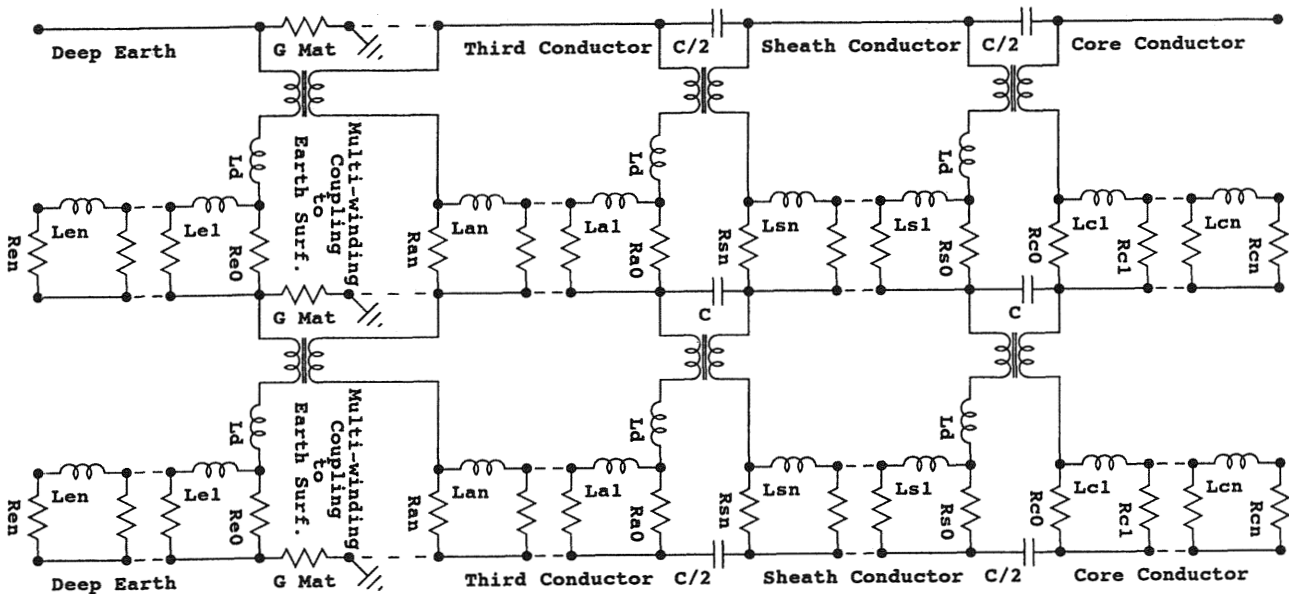 Deep Earth
G Mat
Third Conductor
C/2
Sheath Conductor
C/2
Core Conductor
Ld
Multi-winding
Coupling
to
Earth Surf.
Ld
Ld
Ren
Len
Le1
Re0
Ran
Lan
La1
Ra0
Rsn
Lsn
Ls1
Rs0
Rc0
Lc1
Rc1
Lcn
Rcn
G Mat
C
C
Ld
Multi-winding
Coupling
to
Earth Surf.
Ld
Ld
Ren
Len
Le1
Re0
Ran
Lan
La1
Ra0
Rsn
Lsn
Ls1
Rs0
Rc0
Lc1
Rc1
Lcn
Rcn
Deep Earth
G Mat
Third Conductor
C/2
Sheath Conductor
C/2
Core Conductor